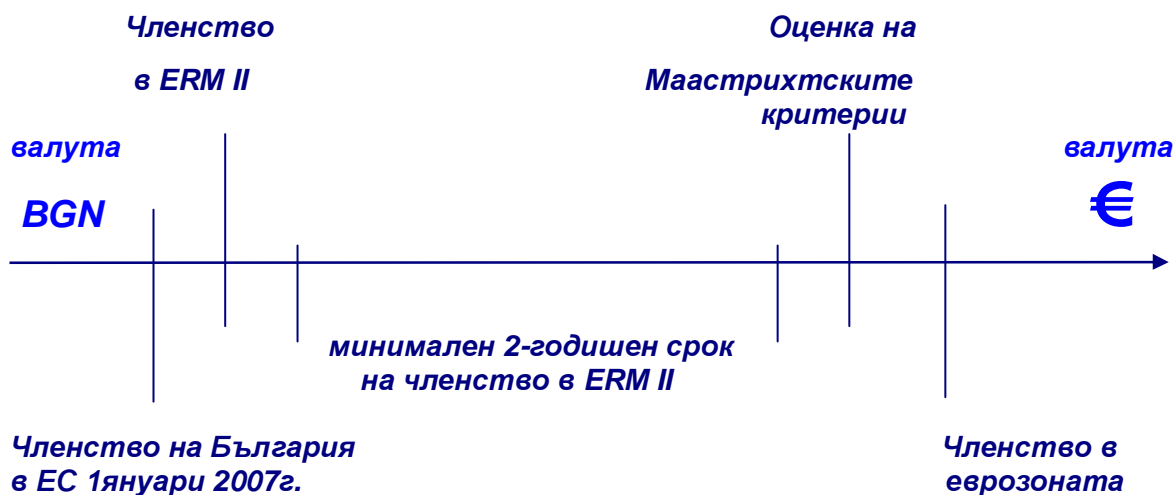 Членство
в ERM II
Оценка на
Маастрихтските
критерии
валута
BGN
валута
€
минимален 2-годишен срок
на членство в ERM II
Членство на България
в ЕС 1януари 2007г.
Членство в
еврозоната